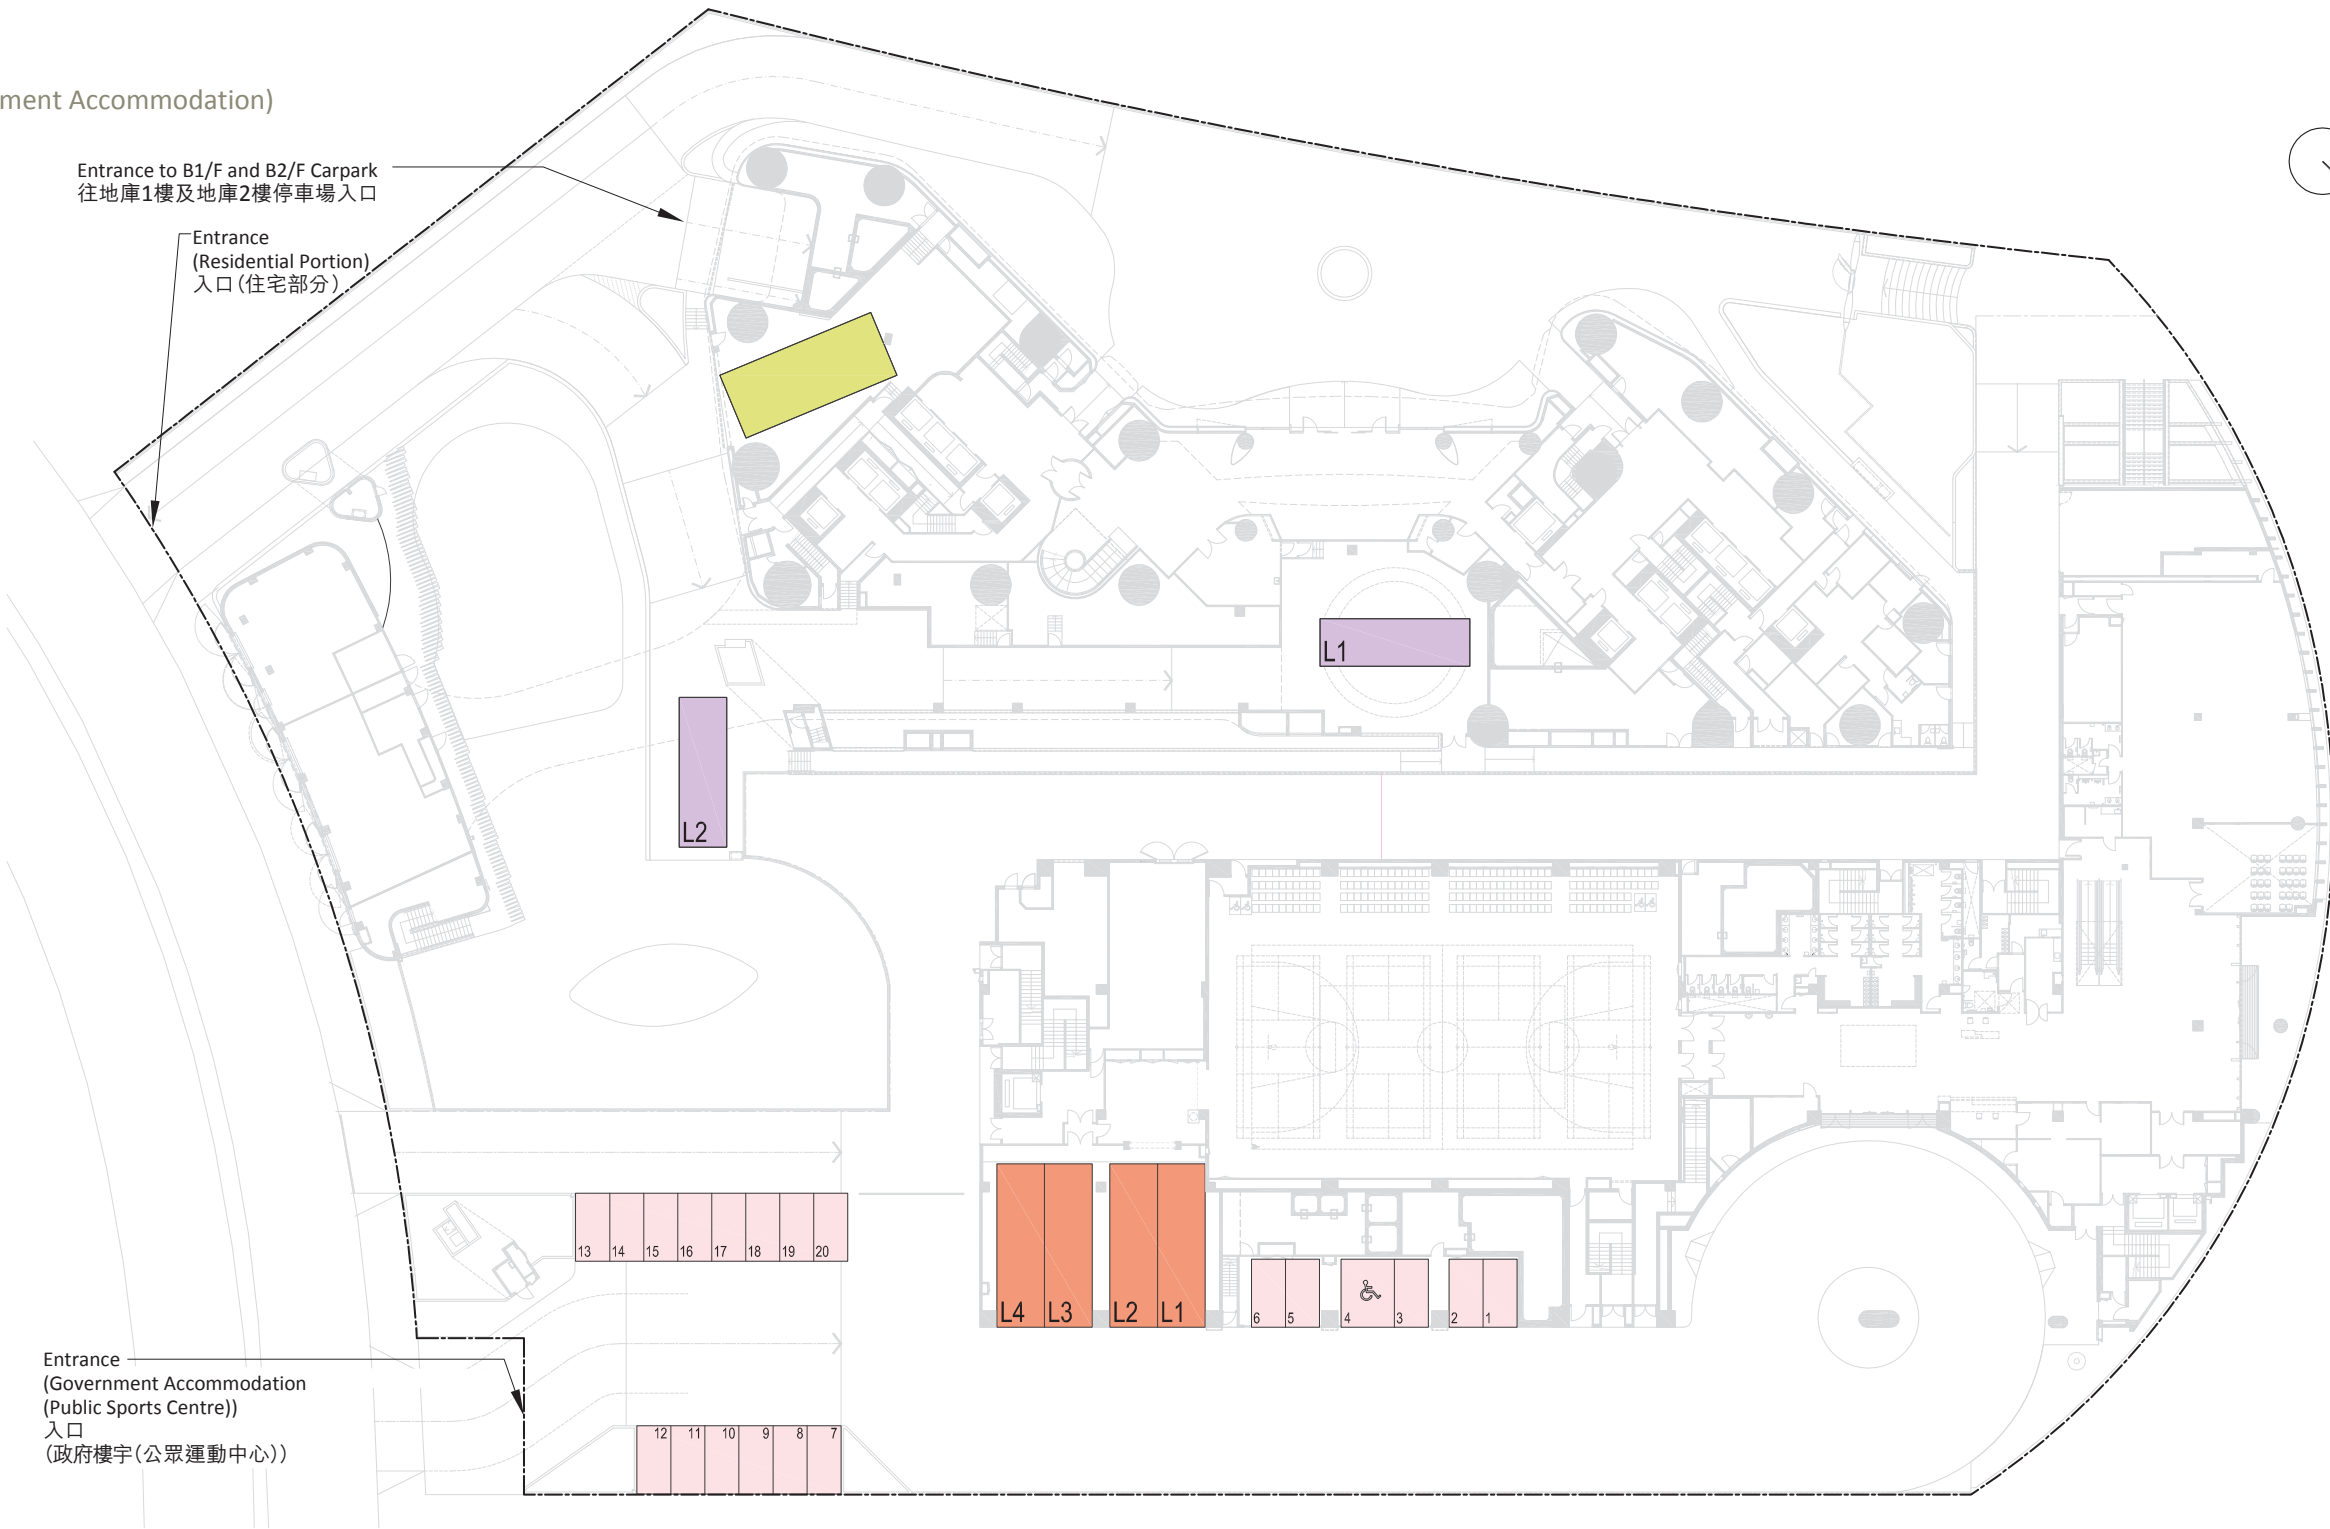 ment Accommodation)
Entrance to B1/F and B2/F Carpark
往地庫1樓及地庫2樓停車場入口
Entrance
(Residential Portion)
入口(住宅部分)
L1
L2
13 14 15 16 17 18 19 20
L4 L3 L2 L1
6 5 4 3 2 1
Entrance
(Government Accommodation
(Public Sports Centre))
入口
(政府樓宇(公眾運動中心))
12 11 10 9 8 7